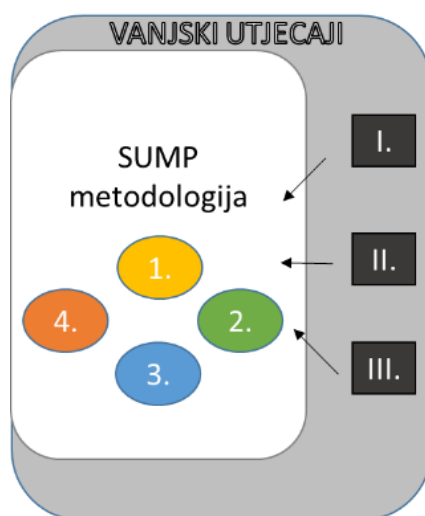 VANJSKI UTJECAJI
SUMP
metodologija
I.
II.
III.
1.
2.
3.
4.